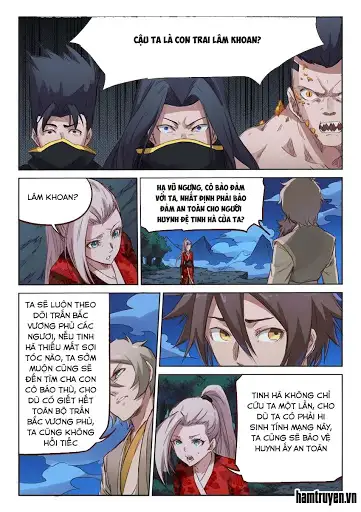 CẬU TA LÀ CON TRAI LÂM KHOAN?
LÂM KHOAN?
HẠ VŨ NGƯNG, CÓ BẢO ĐẢM
VỚI TA, NHẤT ĐỊNH PHẢI BẢO
ĐẢM AN TOÀN CHO NGƯỜI
HUYNH ĐỆ TINH HÀ CỦA TA?
TA SẼ LUÔN THEO
DÕI TRẤN BẮC
VƯƠNG PHỦ CÁC
NGƯƠI, NẾU TINH
HÀ THIẾU MẤT SỢI
TÓC NÀO, TA SỚM
MUỘN CŨNG SẼ
ĐẾN TÌM CHA CON
CÔ BÁO THÙ, CHO
DÙ CÓ GIẾT HẾT
TOÀN BỘ TRẤN
BẮC VƯƠNG PHỦ,
TA CŨNG KHÔNG
HỐI TIẾC
TINH HÀ KHÔNG CHỈ
CỨU TA MỘT LẦN, CHO
DÙ TA CÓ PHẢI HI
SINH TÍNH MẠNG NÀY,
TA CŨNG SẼ BẢO VỆ
HUYNH ẤY AN TOÀN
hamtruyen.vn